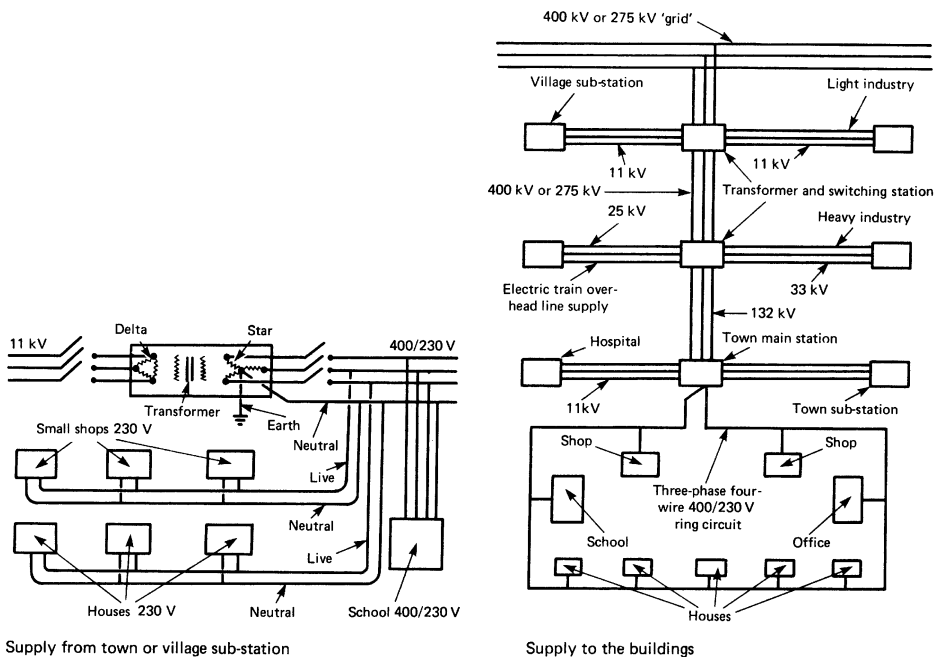 11 kV
Delta
Star
400/230 V
Transformer
Earth
Neutral
Small shops 230 V
Live
Neutral
Live
Houses 230 V
Neutral
School 400/230 V
Supply from town or village sub-station
400 kV or 275 kV 'grid'
Village sub-station
Light industry
11 kV
11 kV
400 kV or 275 kV
Transformer and switching station
25 kV
Heavy industry
Electric train over-
head line supply
33 kV
132 kV
Hospital
Town main station
11kV
Town sub-station
Shop
Shop
Three-phase four-
wire 400/230 V
ring circuit
School
Office
Houses
Supply to the buildings